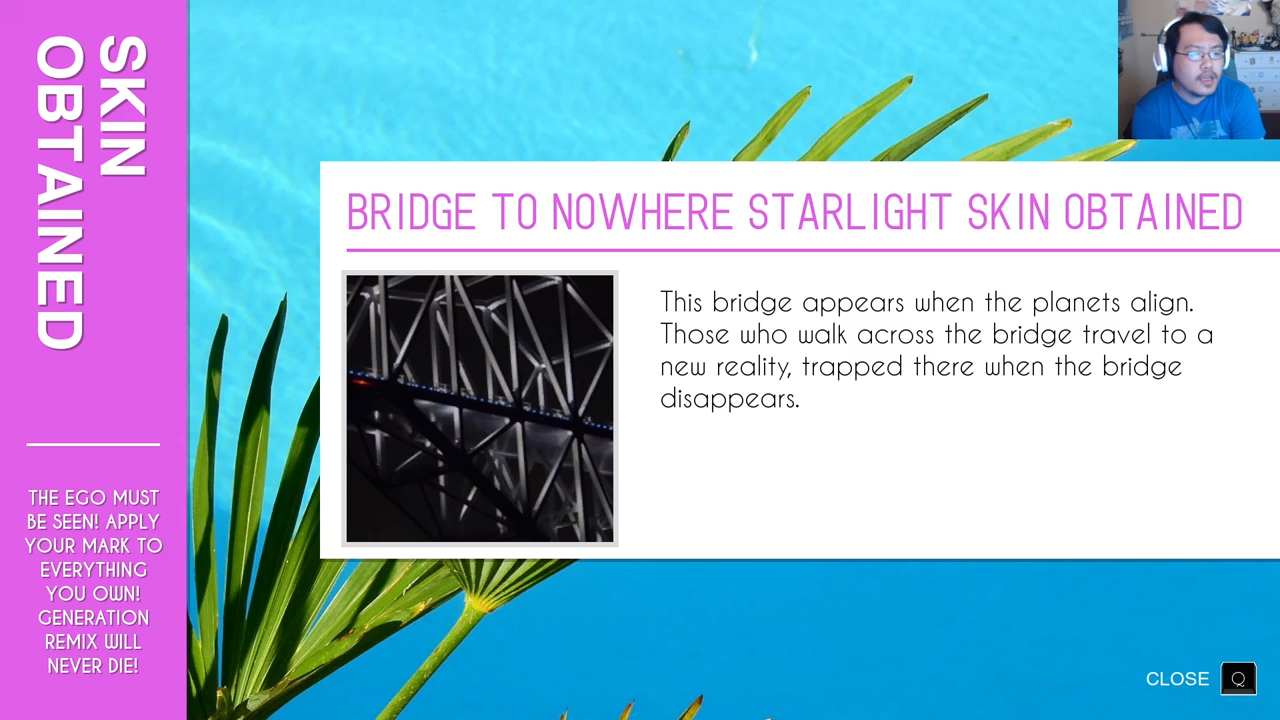 SKIN
OBTAINED
THE EGO MUST
BE SEEN! APPLY
YOUR MARK TO
EVERYTHING
YOU OWN!
GENERATION
REMIX WILL
NEVER DIE!
BRIDGE TO NOWHERE STARLIGHT SKIN OBTAINED
This bridge appears when the planets align.
Those who walk across the bridge travel to a
new reality, trapped there when the bridge
disappears.
CLOSE Q